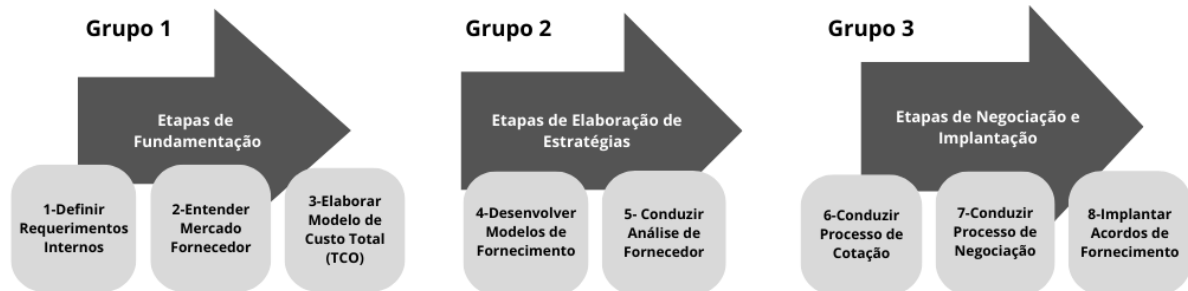 Grupo 1
Etapas de
Fundamentação
1-Definir
Requerimentos
Internos
2-Entender
Mercado
Fornecedor
3-Elaborar
Modelo de
Custo Total
(TCO)
Grupo 2
Etapas de Elaboração de
Estratégias
4-Desenvolver
Modelos de
Fornecimento
5- Conduzir
Análise de
Fornecedor
Grupo 3
Etapas de Negociação e
Implantação
6-Conduzir
Processo de
Cotação
7-Conduzir
Processo de
Negociação
8-Implantar
Acordos de
Fornecimento